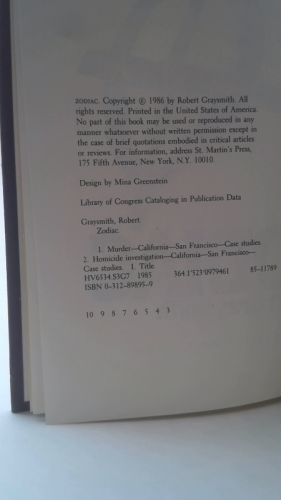 ZODIAC. Copyright © 1986 by Robert Graysmith. All
rights reserved. Printed in the United States of America.
No part of this book may be used or reproduced in any
manner whatsoever without written permission except in
the case of brief quotations embodied in critical articles
or reviews. For information, address St. Martin's Press,
175 Fifth Avenue, New York, N.Y. 10010.
Design by Mina Greenstein
Library of Congress Cataloging in Publication Data
Graysmith, Robert.
Zodiac.
1. Murder—California—San Francisco—Case studies.
2. Homicide investigation—California—San Francisco—
Case studies. I. Title.
HV6534.S3G7 1985 364.1'523'0979461 85-11789
ISBN 0-312-89895-9
10 9 8 7 6 5 4 3